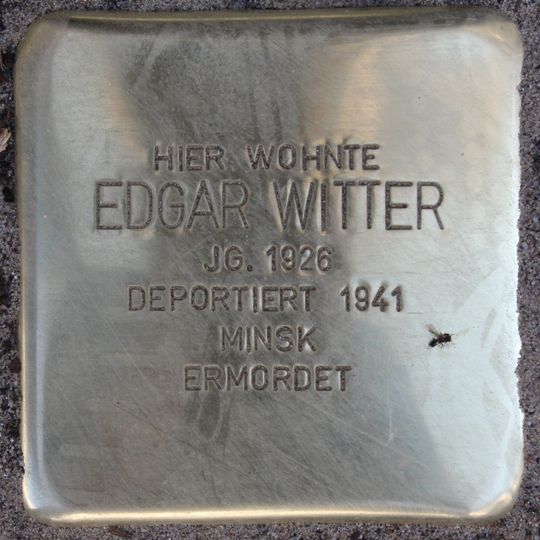 HIER WOHNTE
EDGAR WITTER
JG. 1926
DEPORTIERT 1941
MINSK
ERMORDET